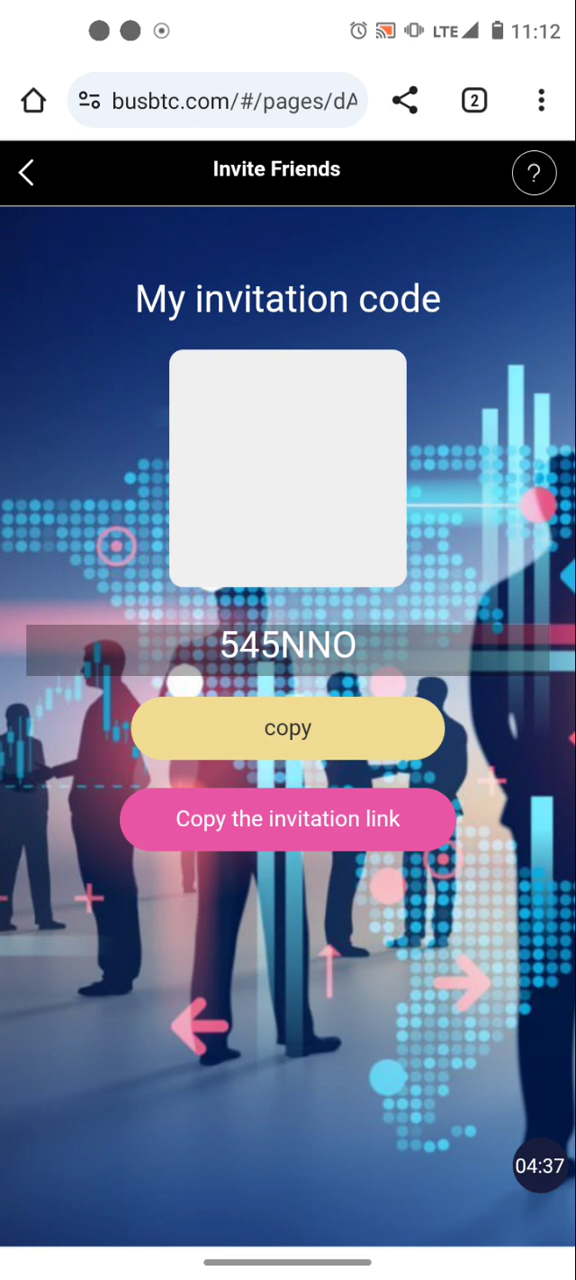 LTE 11:12
busbtc.com/#/pages/dA
2
Invite Friends
?
My invitation code
545NNO
copy
Copy the invitation link
04:37